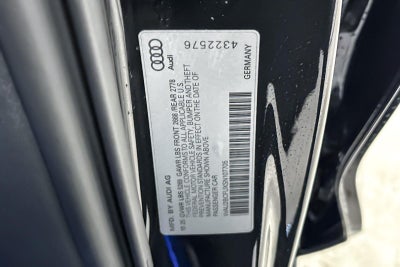 Audi
4322576
GERMANY
MFD. BY AUDI AG
GVWR LBS GAWR LBS FRONT REAR 2778
THIS VEHICLE CONFORMS TO ALL APPLICABLE U.S.
FEDERAL MOTOR VEHICLE SAFETY, BUMPER, AND THEFT
PREVENTION STANDARDS IN EFFECT ON THE DATE OF
MANUFACTURE SHOWN ABOVE
PASSENGER CAR